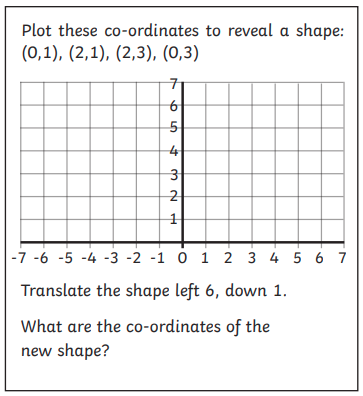 Plot these co-ordinates to reveal a shape:
(0,1), (2,1), (2,3), (0,3)
7
6
5
4
3
2
1
-7 -6 -5 -4 -3 -2 -1 0 1 2 3 4 5 6 7
Translate the shape left 6, down 1.
What are the co-ordinates of the
new shape?